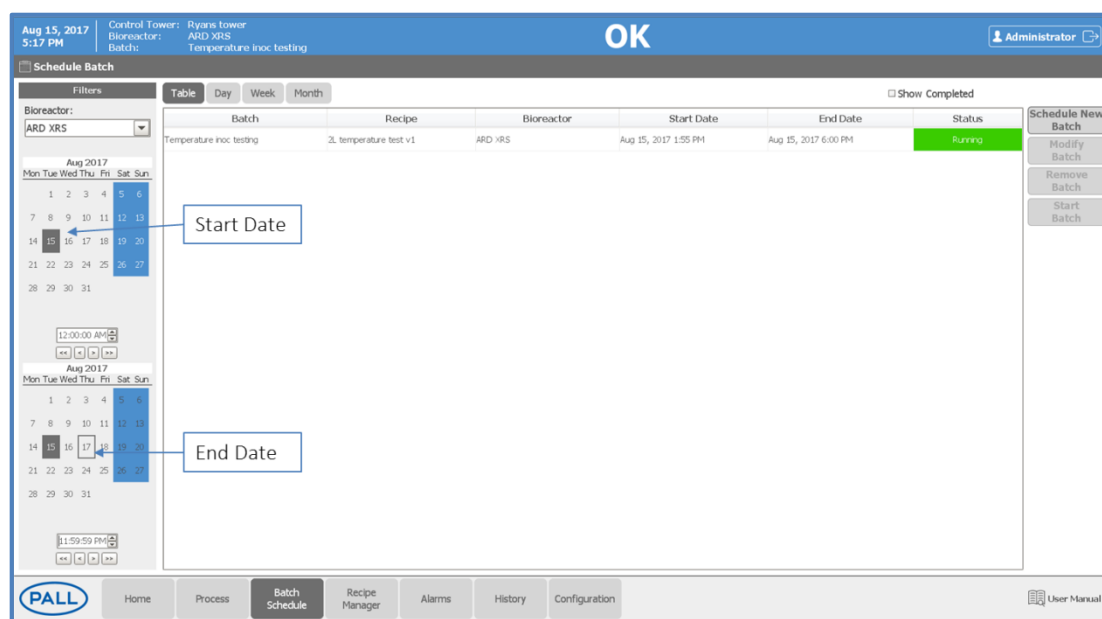 Aug 15, 2017
5:17 PM
Control Tower: Ryans tower
Bioreactor: ARD XRS
Batch: Temperature inoc testing
OK
Administrator
Schedule Batch
Filters
Bioreactor:
ARD XRS
Aug 2017
Mon Tue Wed Thu Fri Sat Sun
1 2 3 4 5 6
7 8 9 10 11 12 13
14 15 16 17 18 19 20
21 22 23 24 25 26 27
28 29 30 31
12:00:00 AM
<< < > >>
Aug 2017
Mon Tue Wed Thu Fri Sat Sun
1 2 3 4 5 6
7 8 9 10 11 12 13
14 15 16 17 18 19 20
21 22 23 24 25 26 27
28 29 30 31
11:59:59 PM
<< < > >>
Start Date
End Date
Table Day Week Month
Show Completed
Batch Recipe Bioreactor Start Date End Date Status
Temperature inoc testing 2L temperature test v1 ARD XRS Aug 15, 2017 1:55 PM Aug 15, 2017 6:00 PM Running
Schedule New
Batch
Modify
Batch
Remove
Batch
Start
Batch
PALL
Home
Process
Batch
Schedule
Recipe
Manager
Alarms
History
Configuration
User Manual